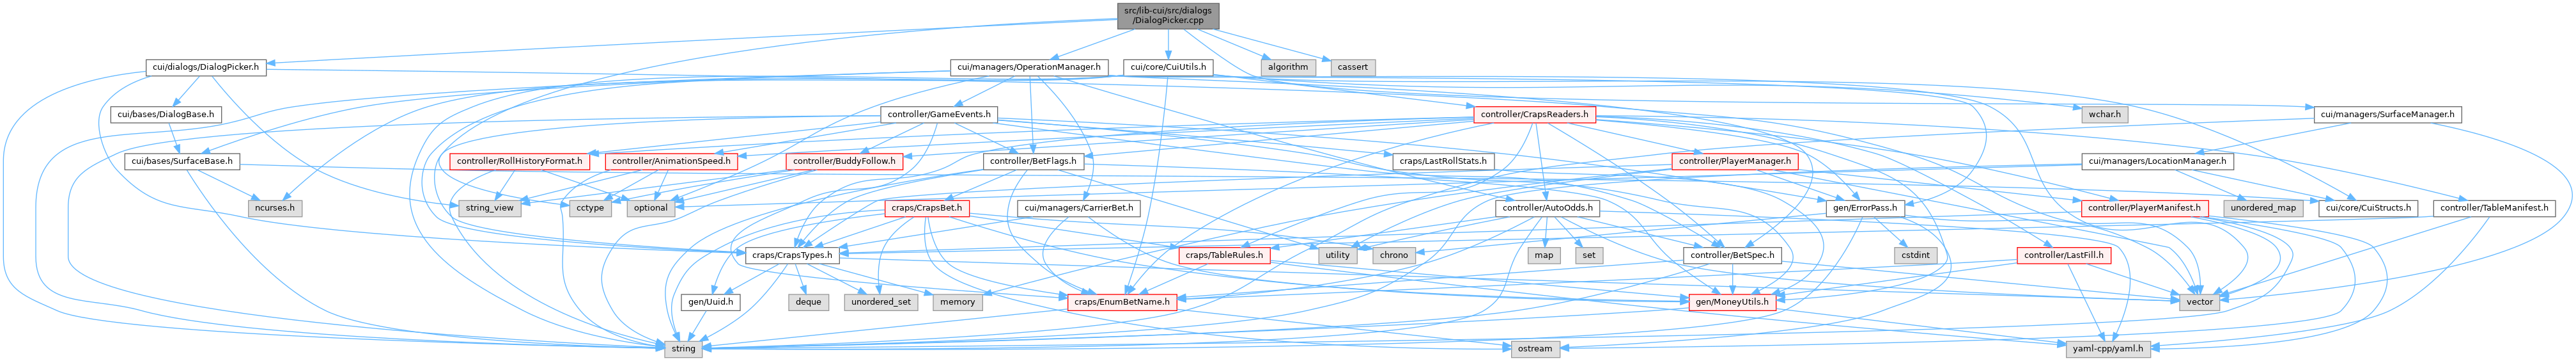 src/lib-cui/src/dialogs
/DialogPicker.cpp
cui/dialogs/DialogPicker.h
cui/managers/OperationManager.h
cui/core/CuiUtils.h
algorithm
cassert
cui/bases/DialogBase.h
controller/GameEvents.h
controller/CrapsReaders.h
wchar.h
cui/managers/SurfaceManager.h
cui/bases/SurfaceBase.h
controller/RollHistoryFormat.h
controller/AnimationSpeed.h
controller/BuddyFollow.h
controller/BetFlags.h
craps/LastRollStats.h
controller/PlayerManager.h
cui/managers/LocationManager.h
ncurses.h
string_view
cctype
optional
craps/CrapsBet.h
cui/managers/CarrierBet.h
controller/AutoOdds.h
gen/ErrorPass.h
controller/PlayerManifest.h
unordered_map
cui/core/CuiStructs.h
controller/TableManifest.h
craps/CrapsTypes.h
craps/TableRules.h
utility
chrono
map
set
controller/BetSpec.h
cstdint
controller/LastFill.h
gen/Uuid.h
deque
unordered_set
memory
craps/EnumBetName.h
gen/MoneyUtils.h
vector
string
ostream
yaml-cpp/yaml.h